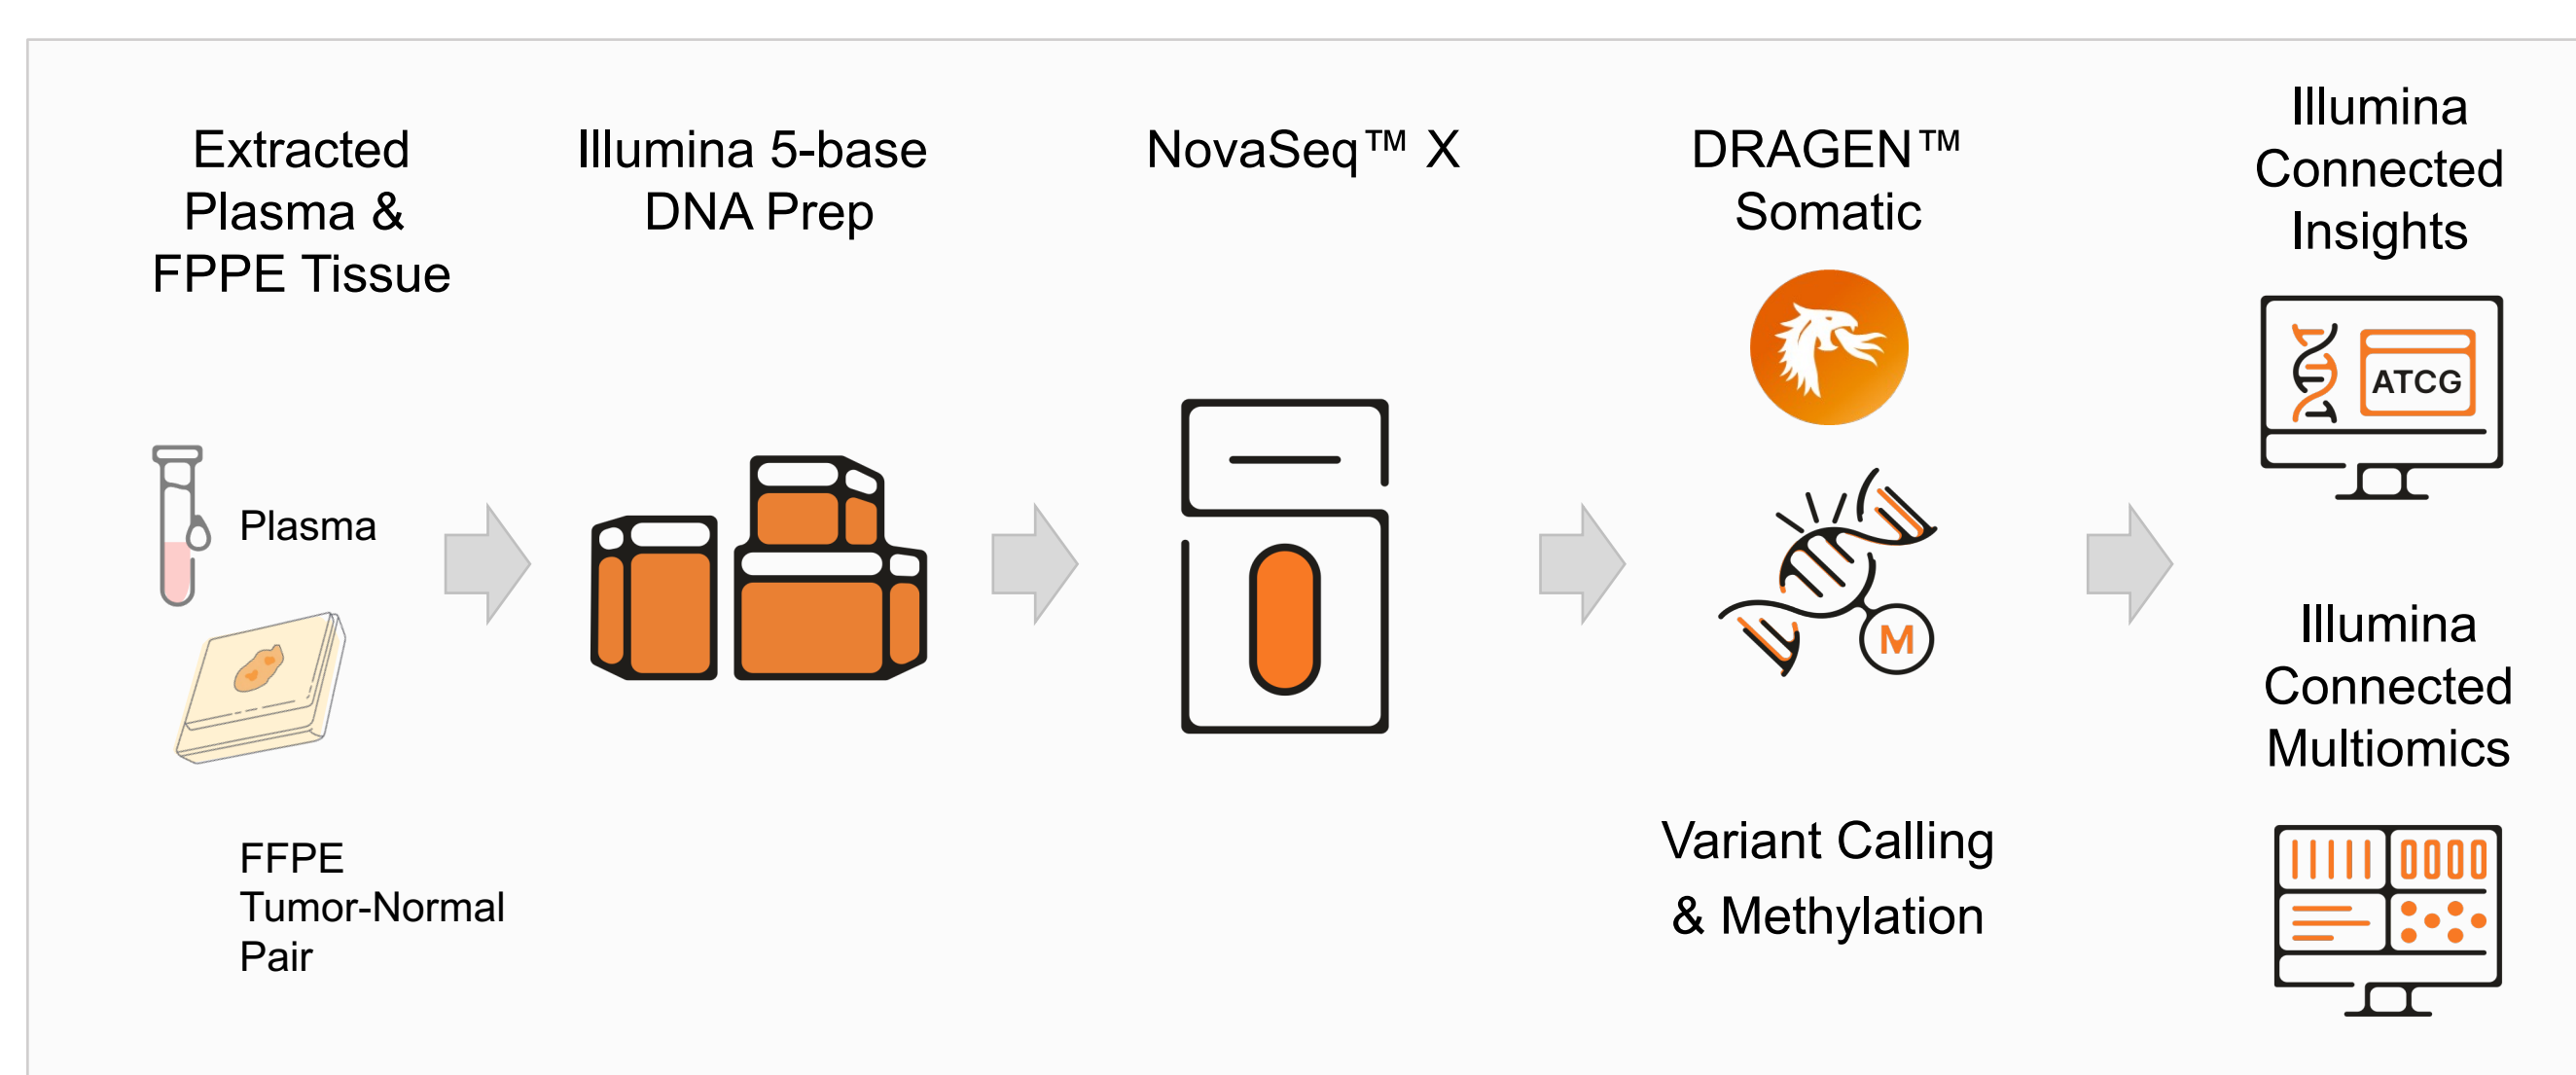 Extracted
Plasma &
FPPE Tissue
Plasma
FFPE
Tumor-Normal
Pair
Illumina 5-base
DNA Prep
NovaSeq™ X
DRAGEN™
Somatic
M
Variant Calling
& Methylation
Illumina
Connected
Insights
ATCG
Illumina
Connected
Multiomics